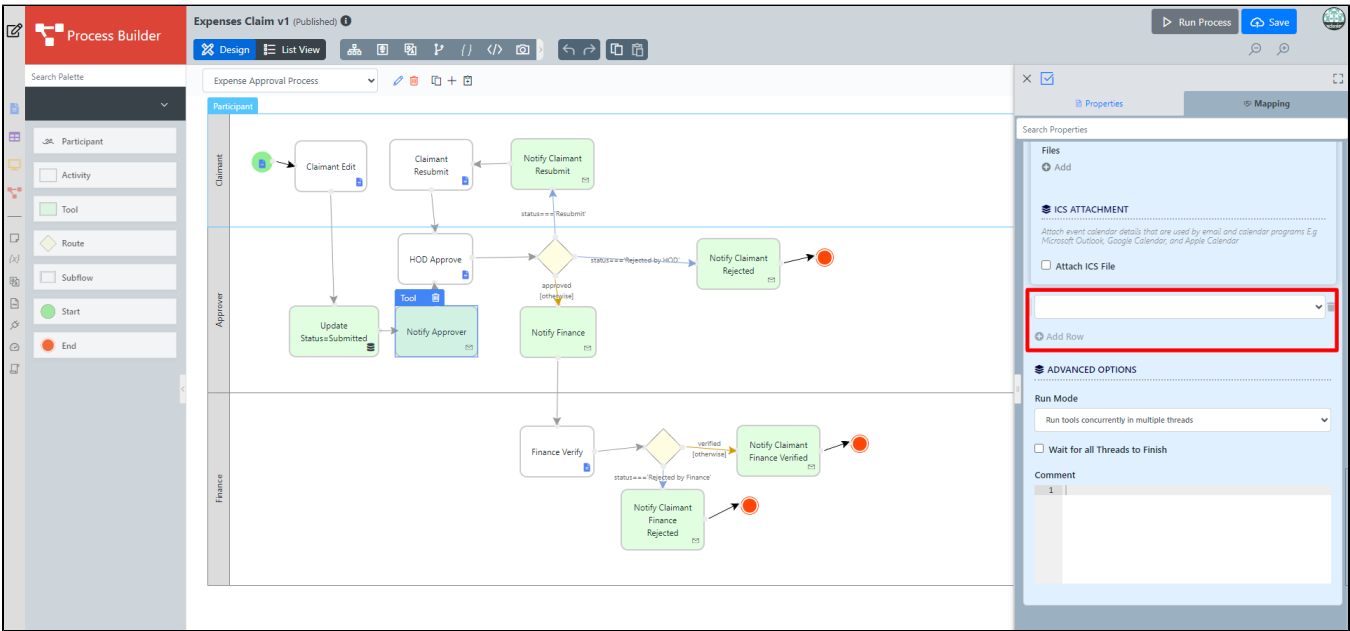 Process Builder
Expenses Claim v1 (Published)
Run Process
Save
Design
List View
Search Palette
Expense Approval Process
Participant
Activity
Tool
Route
Subflow
Start
End
Participant
Claimant
Claimant Edit
Claimant
Resubmit
Notify Claimant
Resubmit
status==='Resubmit'
Approver
HOD Approve
status==='Rejected by HOD'
Notify Claimant
Rejected
approved
[otherwise]
Tool
Update
Status=Submitted
Notify Approver
Notify Finance
Finance
Finance Verify
verified
[otherwise]
Notify Claimant
Finance Verified
status==='Rejected by Finance'
Notify Claimant
Finance
Rejected
Properties
Mapping
Search Properties
Files
Add
ICS ATTACHMENT
Attach event calendar details that are used by email and calendar programs E.g
Microsoft Outlook, Google Calendar, and Apple Calendar
Attach ICS File
Add Row
ADVANCED OPTIONS
Run Mode
Run tools concurrently in multiple threads
Wait for all Threads to Finish
Comment
1